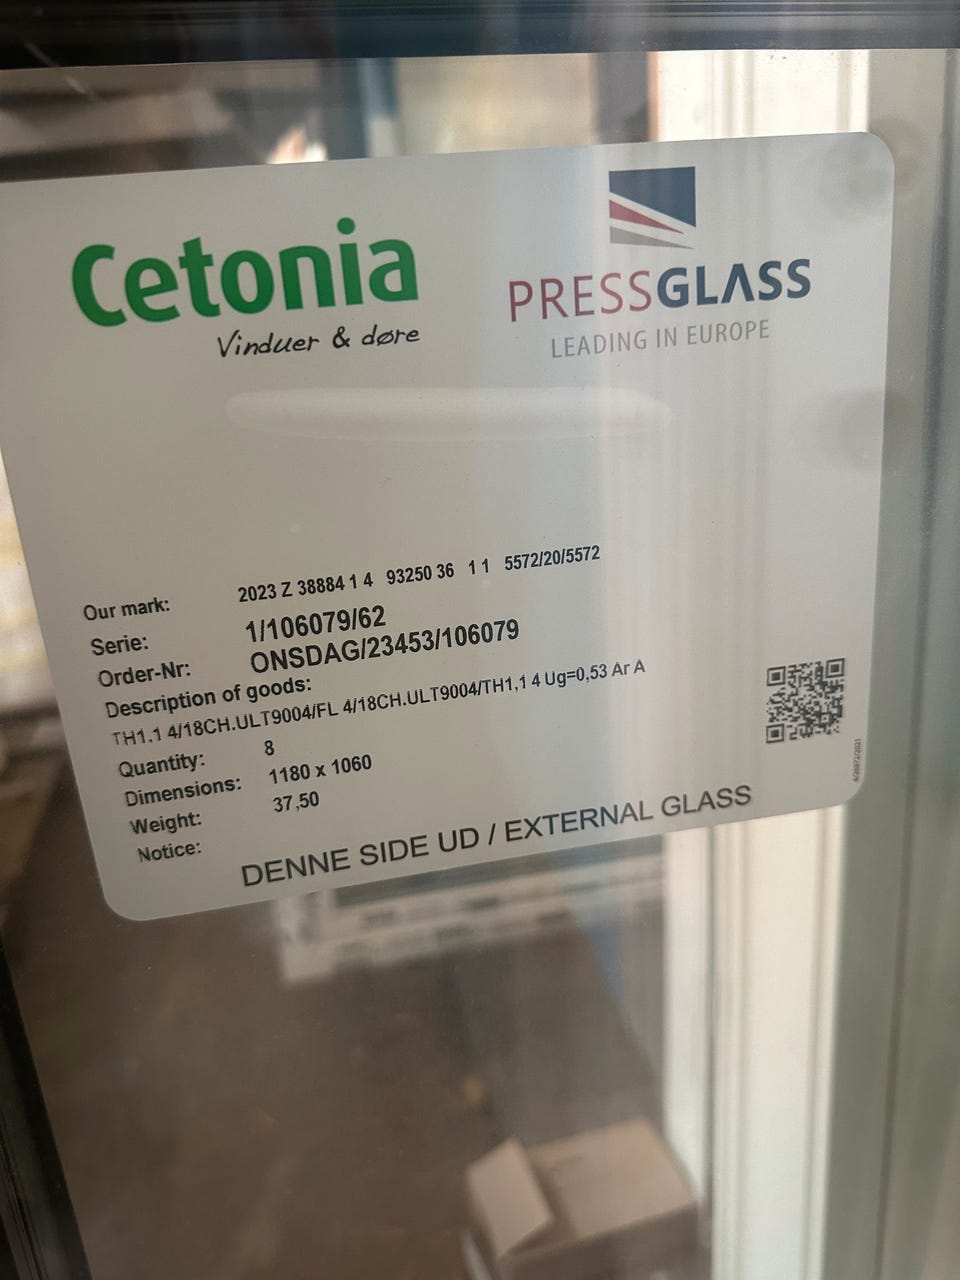 Cetonia
Vinduer & døre
PRESSGLASS
LEADING IN EUROPE
Our mark: 2023 Z 38884 1 4 93250 36 1 1 5572/20/5572
Serie: 1/106079/62
Order-Nr: ONSDAG/23453/106079
Description of goods:
TH1.1 4/18CH.ULT9004/FL 4/18CH.ULT9004/TH1,1 4 Ug=0,53 Ar A
Quantity: 8
Dimensions: 1180 x 1060
Weight: 37,50
Notice:
DENNE SIDE UD / EXTERNAL GLASS